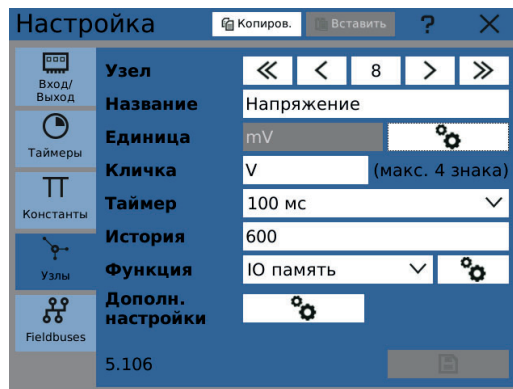 Настройка
Копиров.
Вставить
?
Вход/
Выход
Таймеры
Константы
Узлы
Fieldbuses
Узел
8
Название
Напряжение
Единица
mV
Кличка
V
(макс. 4 знака)
Таймер
100 мс
История
600
Функция
IO память
Дополн.
настройки
5.106